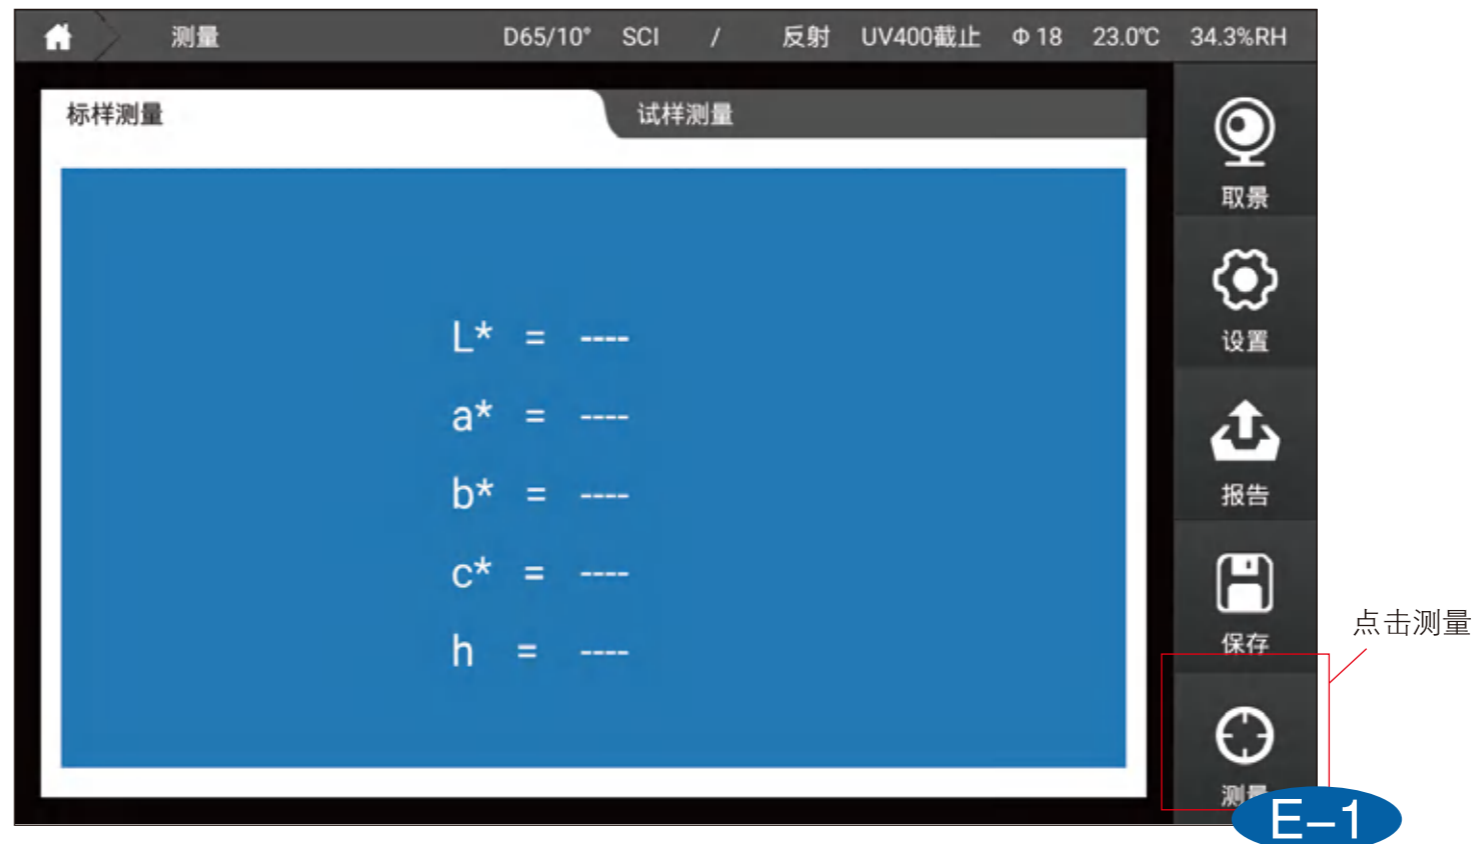 测量 D65/10° SCI / 反射 UV400截止 Φ 18 23.0℃ 34.3%RH
标样测量 试样测量
取景
L* = ----
设置
a* = ----
b* = ----
报告
c* = ----
点击测量
保存
h = ----
测量
E-1